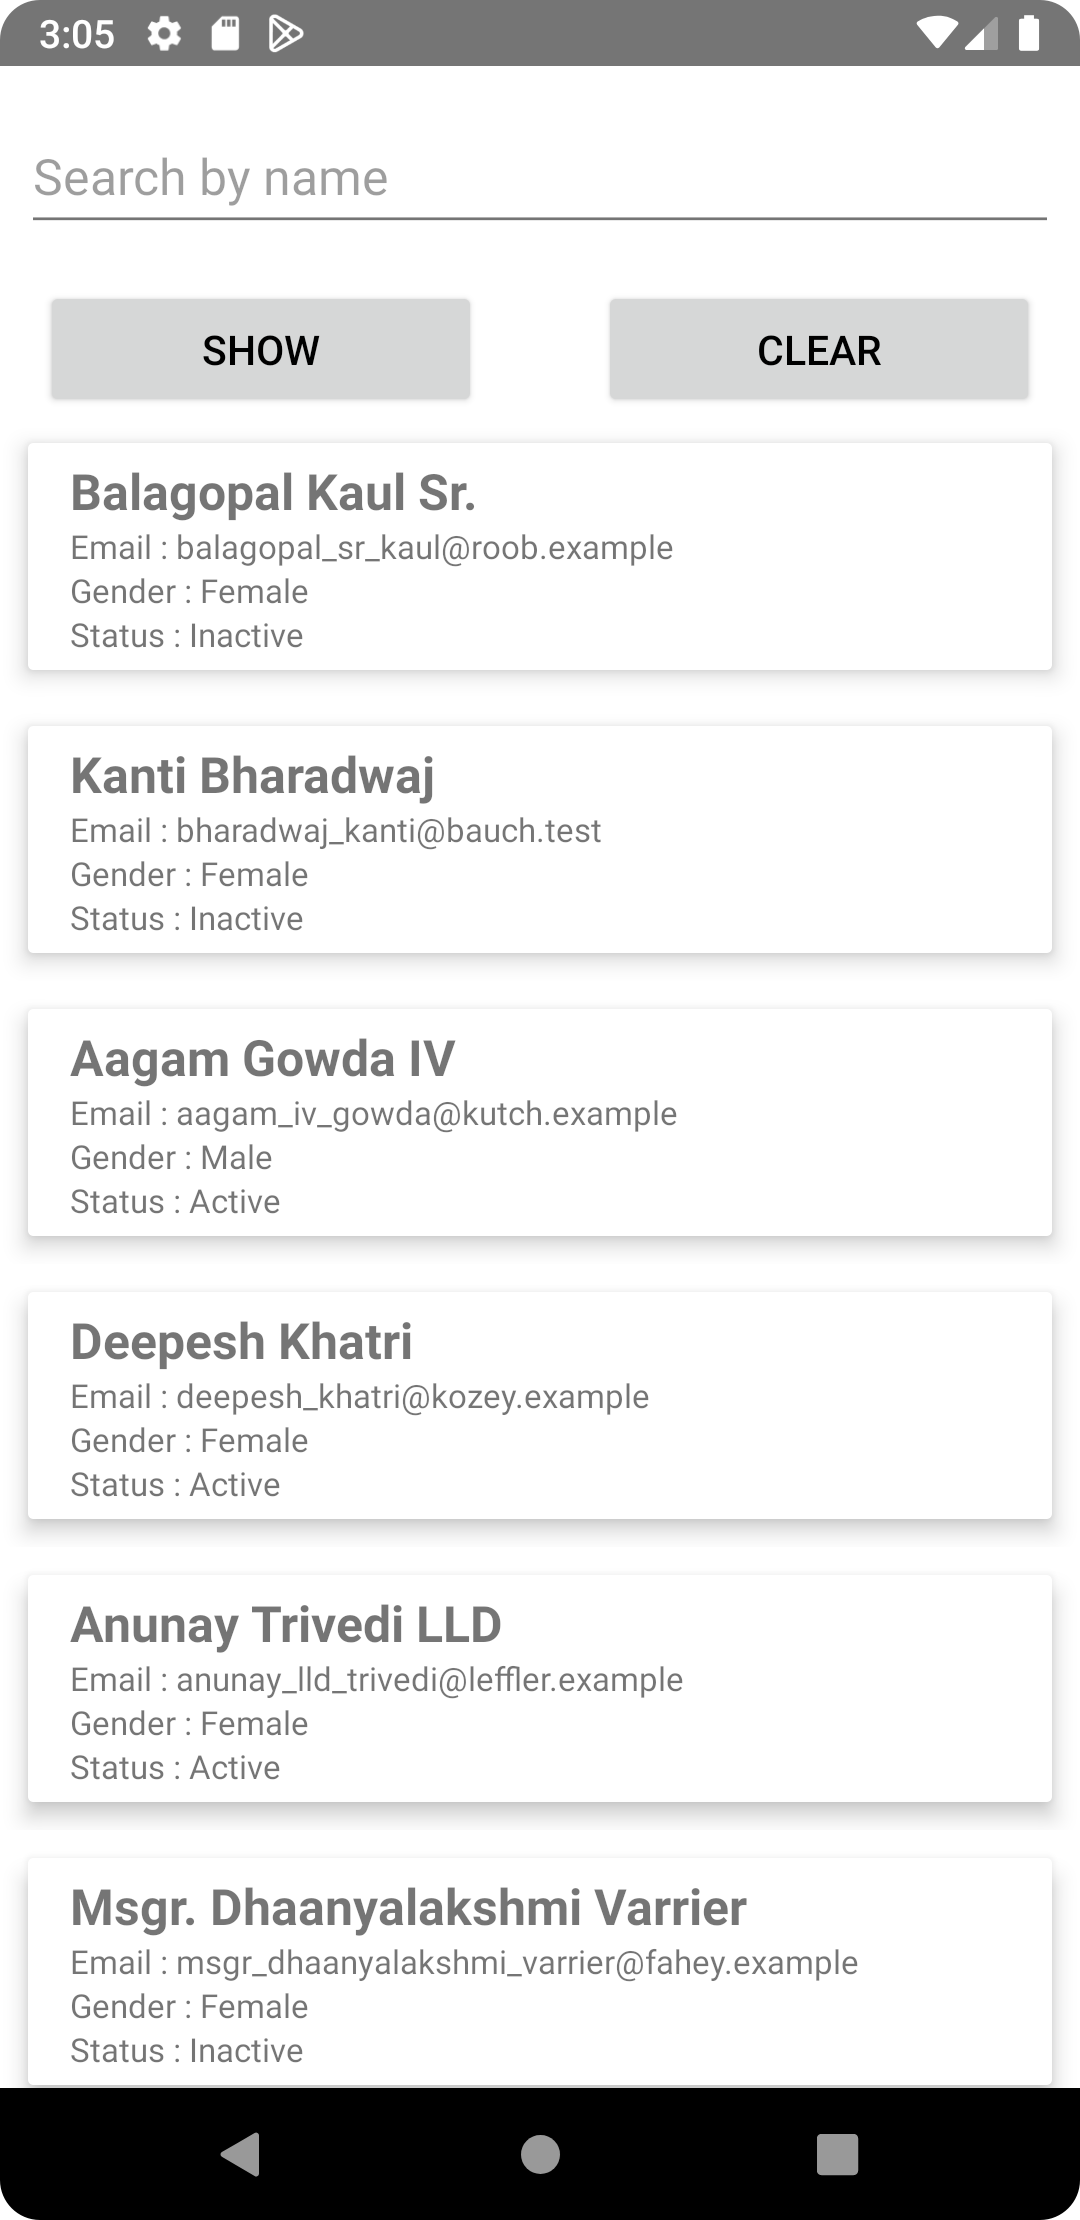 3:05
Search by name
SHOW
CLEAR
Balagopal Kaul Sr.
Email : balagopal_sr_kaul@roob.example
Gender : Female
Status : Inactive
Kanti Bharadwaj
Email : bharadwaj_kanti@bauch.test
Gender : Female
Status : Inactive
Aagam Gowda IV
Email : aagam_iv_gowda@kutch.example
Gender : Male
Status : Active
Deepesh Khatri
Email : deepesh_khatri@kozey.example
Gender : Female
Status : Active
Anunay Trivedi LLD
Email : anunay_lld_trivedi@leffler.example
Gender : Female
Status : Active
Msgr. Dhaanyalakshmi Varrier
Email : msgr_dhaanyalakshmi_varrier@fahey.example
Gender : Female
Status : Inactive